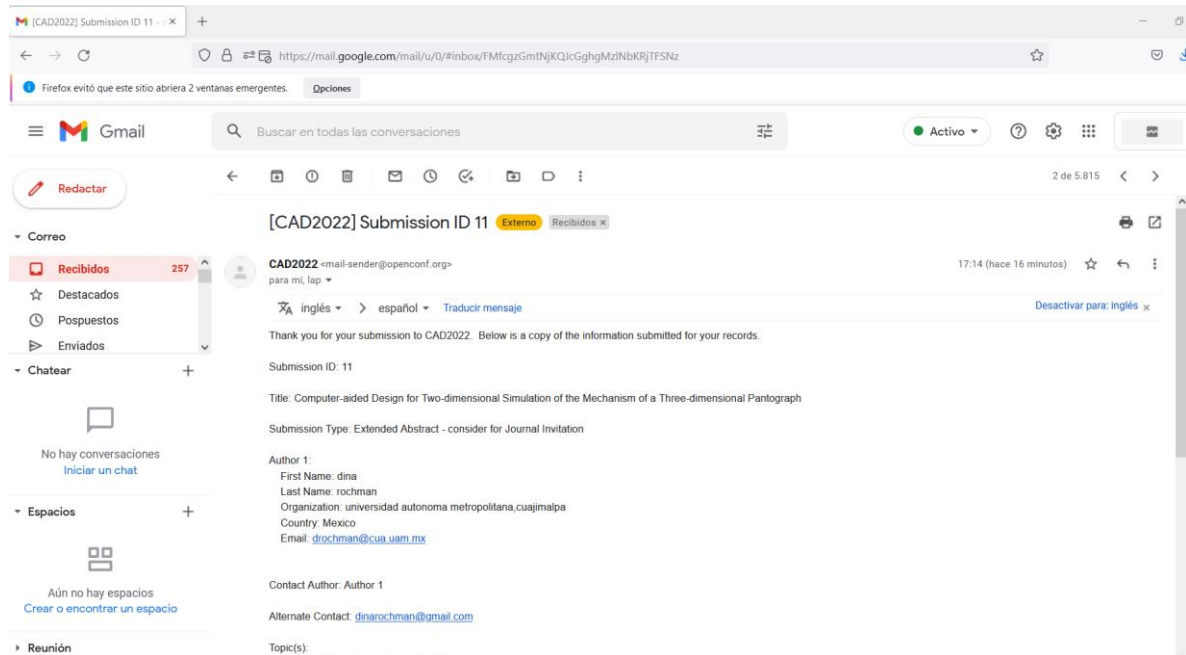 [CAD2022] Submission ID 11 -
https://mail.google.com/mail/u/0/#inbox/FMfcgzGmtNjKQJcGghgMzlNbKRjTFSNz
Firefox evitó que este sitio abriera 2 ventanas emergentes. Opciones
Gmail
Buscar en todas las conversaciones
Activo
Redactar
2 de 5.815
[CAD2022] Submission ID 11 Externo Recibidos x
Correo
Recibidos 257
CAD2022 <mail-sender@openconf.org>
17:14 (hace 16 minutos)
para mí, lap
Destacados
inglés > español Traducir mensaje
Desactivar para: inglés x
Pospuestos
Thank you for your submission to CAD2022. Below is a copy of the information submitted for your records.
Enviados
Chatear +
Submission ID: 11
Title: Computer-aided Design for Two-dimensional Simulation of the Mechanism of a Three-dimensional Pantograph
Submission Type: Extended Abstract - consider for Journal Invitation
No hay conversaciones
Iniciar un chat
Author 1:
First Name: dina
Last Name: rochman
Organization: universidad autonoma metropolitana,cuajimalpa
Country: Mexico
Email: drochman@cua.uam.mx
Espacios +
Aún no hay espacios
Crear o encontrar un espacio
Contact Author: Author 1
Alternate Contact: dinarochman@gmail.com
Reunión
Topic(s):